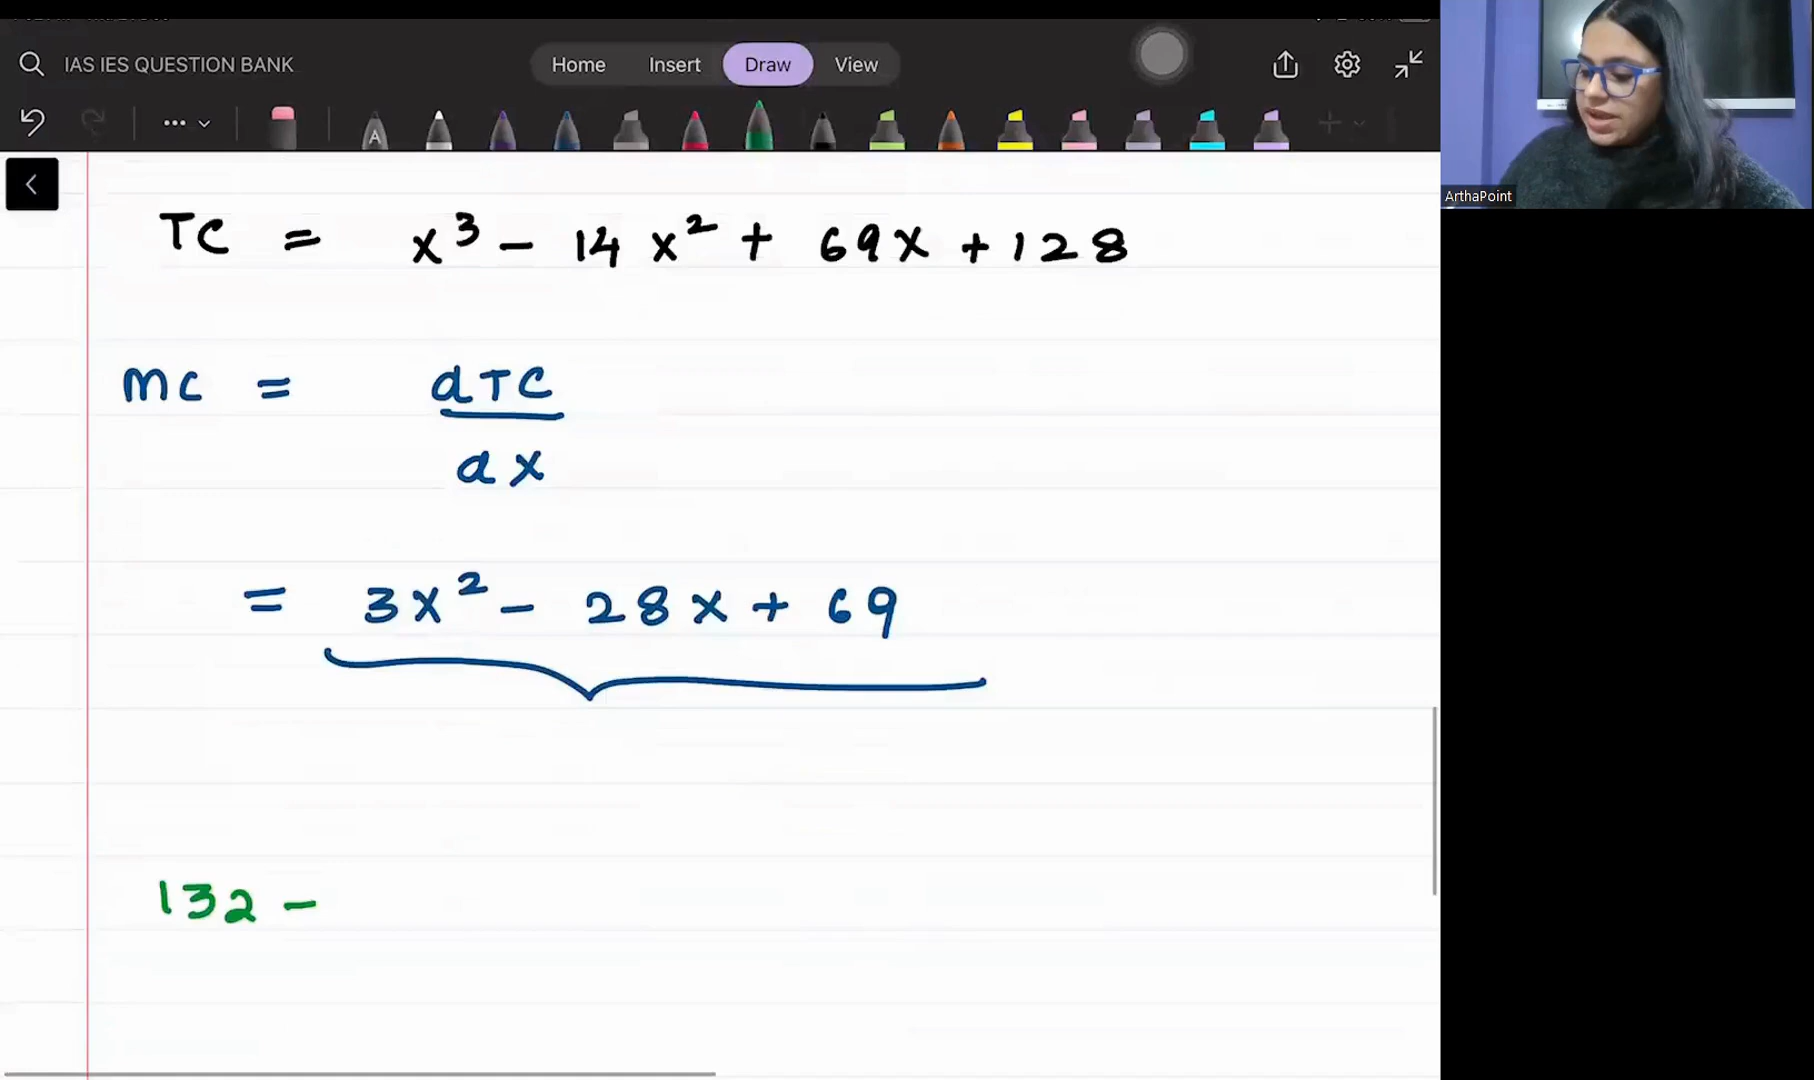 IAS IES QUESTION BANK
Home Insert Draw View
A
ArthaPoint
TC = x³ - 14x² + 69x + 128
MC = dTC
dx
= 3x² - 28x + 69
132 -